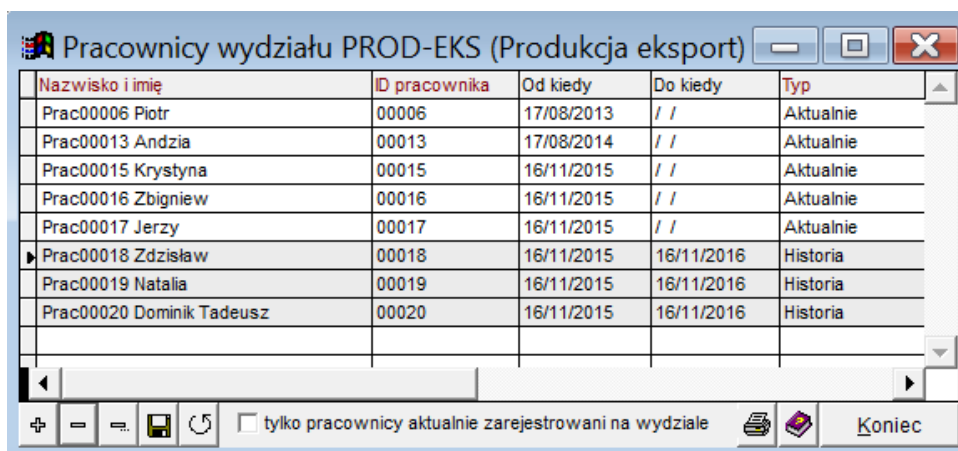 Pracownicy wydziału PROD-EKS (Produkcja eksport)
Nazwisko i imię ID pracownika Od kiedy Do kiedy Typ
Prac00006 Piotr 00006 17/08/2013 / / Aktualnie
Prac00013 Andzia 00013 17/08/2014 / / Aktualnie
Prac00015 Krystyna 00015 16/11/2015 / / Aktualnie
Prac00016 Zbigniew 00016 16/11/2015 / / Aktualnie
Prac00017 Jerzy 00017 16/11/2015 / / Aktualnie
Prac00018 Zdzisław 00018 16/11/2015 16/11/2016 Historia
Prac00019 Natalia 00019 16/11/2015 16/11/2016 Historia
Prac00020 Dominik Tadeusz 00020 16/11/2015 16/11/2016 Historia
tylko pracownicy aktualnie zarejestrowani na wydziale Koniec